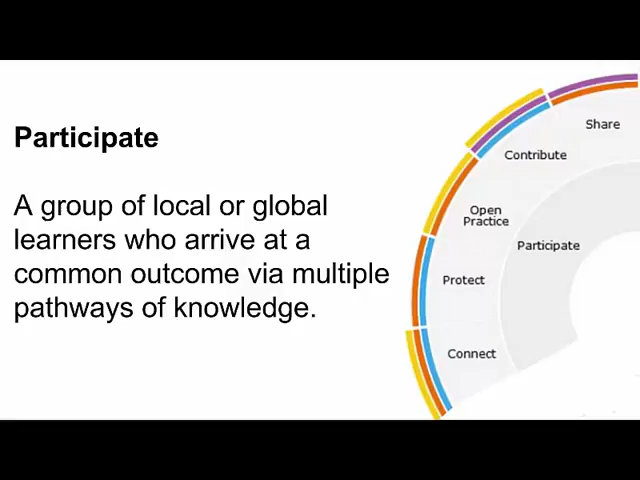 Participate
A group of local or global
learners who arrive at a
common outcome via multiple
pathways of knowledge.
Share
Contribute
Open
Practice
Participate
Protect
Connect